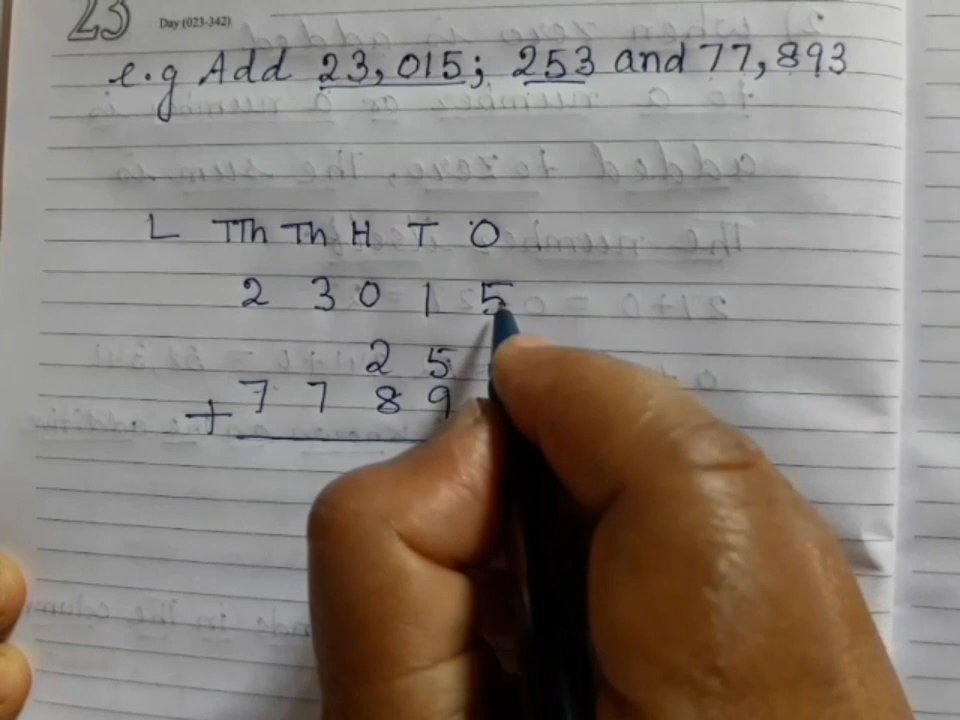 23 Day (023-342)
e.g Add 23,015; 253 and 77,893
L TTh Th H T O
2 3 0 1 5
2 5
+ 7 7 8 9